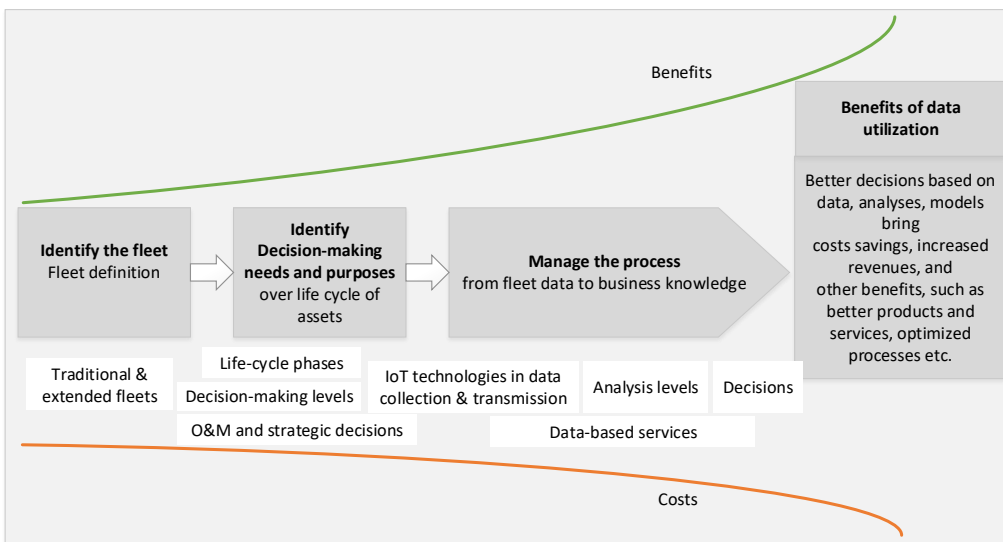 Benefits
Benefits of data
utilization
Better decisions based on
data, analyses, models
bring
costs savings, increased
revenues, and
other benefits, such as
better products and
services, optimized
processes etc.
Identify the fleet
Fleet definition
Identify
Decision-making
needs and purposes
over life cycle of
assets
Manage the process
from fleet data to business knowledge
Traditional &
extended fleets
Life-cycle phases
Decision-making levels
O&M and strategic decisions
IoT technologies in data
collection & transmission
Analysis levels
Decisions
Data-based services
Costs